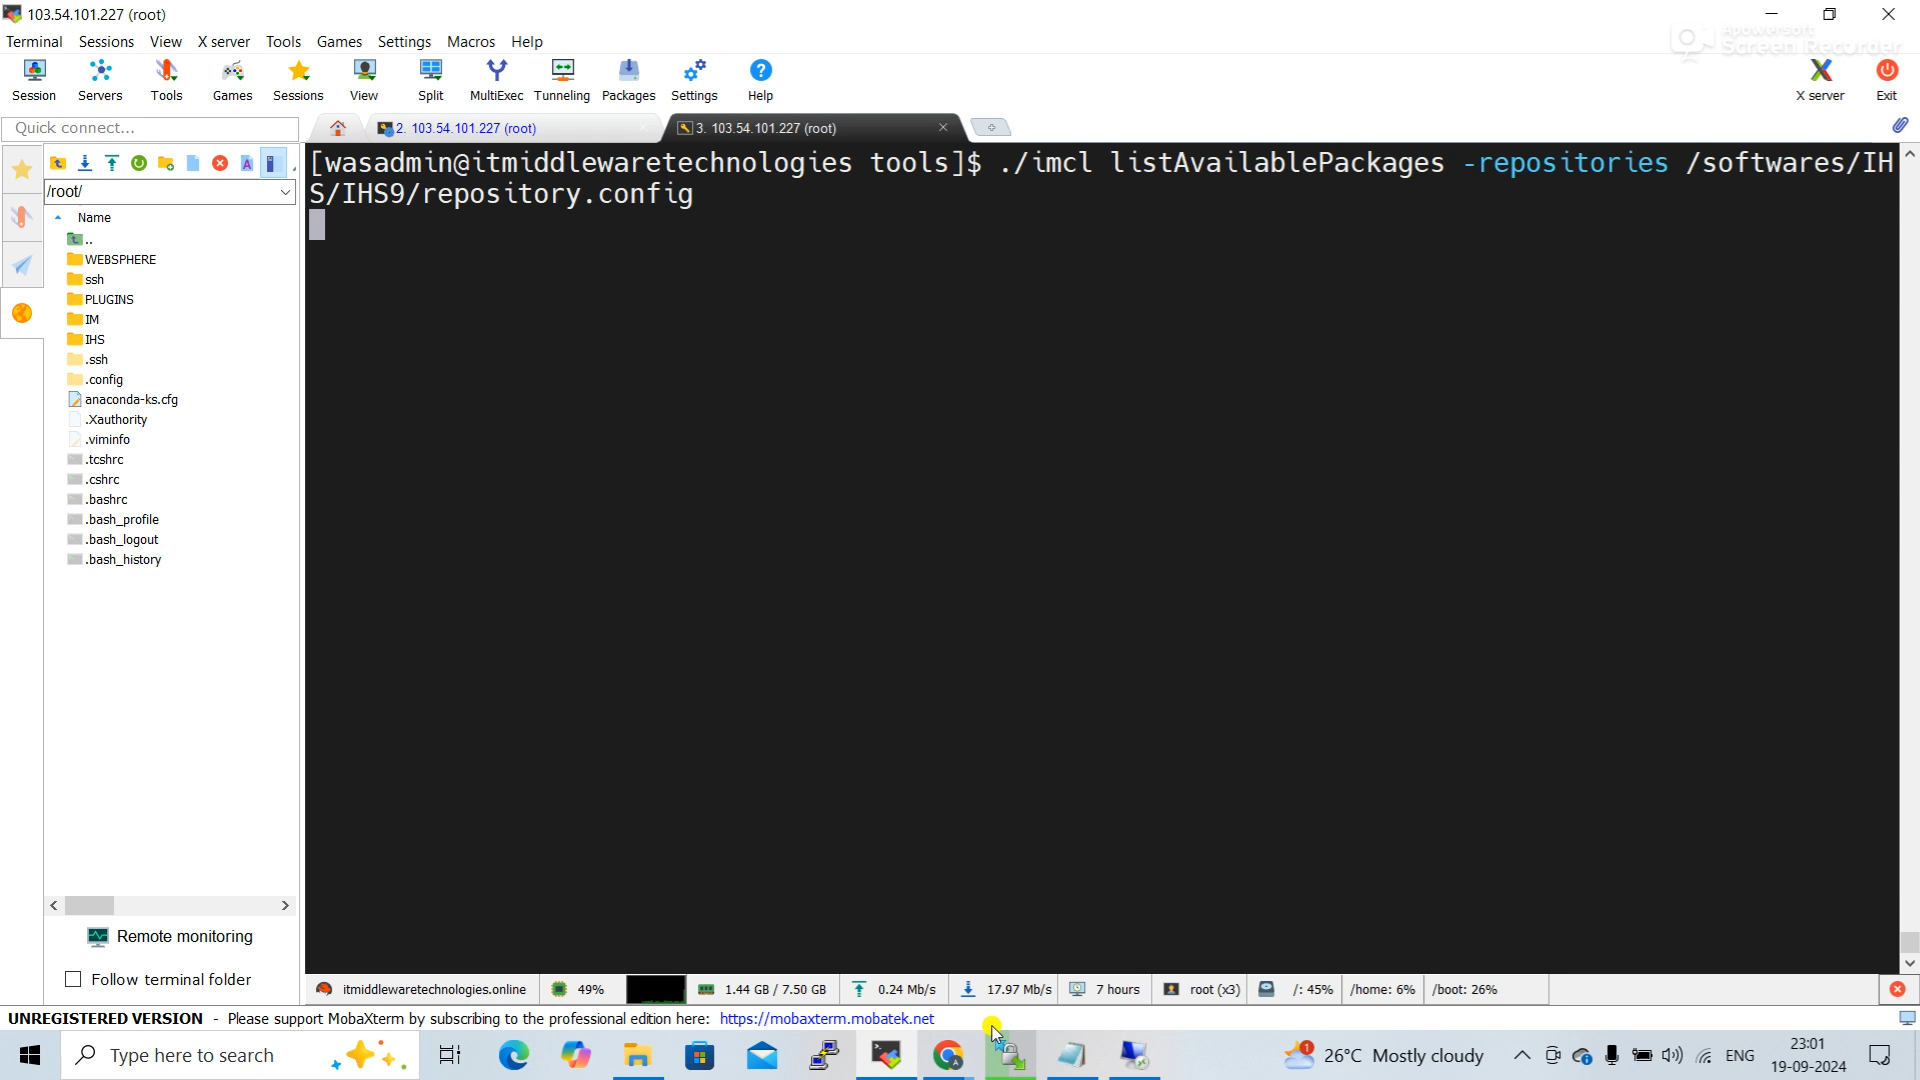 103.54.101.227 (root)
Apowersoft
Screen Recorder
Terminal Sessions View X server Tools Games Settings Macros Help
Session Servers Tools Games Sessions View Split MultiExec Tunneling Packages Settings Help X server Exit
Quick connect...
2. 103.54.101.227 (root)
3. 103.54.101.227 (root)
/root/
Name
..
WEBSPHERE
ssh
PLUGINS
IM
IHS
.ssh
.config
anaconda-ks.cfg
.Xauthority
.viminfo
.tcshrc
.cshrc
.bashrc
.bash_profile
.bash_logout
.bash_history
Remote monitoring
Follow terminal folder
[wasadmin@itmiddlewaretechnologies tools]$ ./imcl listAvailablePackages -repositories /softwares/IH
S/IHS9/repository.config
itmiddlewaretechnologies.online 49% 1.44 GB / 7.50 GB 0.24 Mb/s 17.97 Mb/s 7 hours root (x3) /: 45% /home: 6% /boot: 26%
UNREGISTERED VERSION - Please support MobaXterm by subscribing to the professional edition here: https://mobaxterm.mobatek.net
Type here to search
1
26°C Mostly cloudy
ENG
23:01
19-09-2024